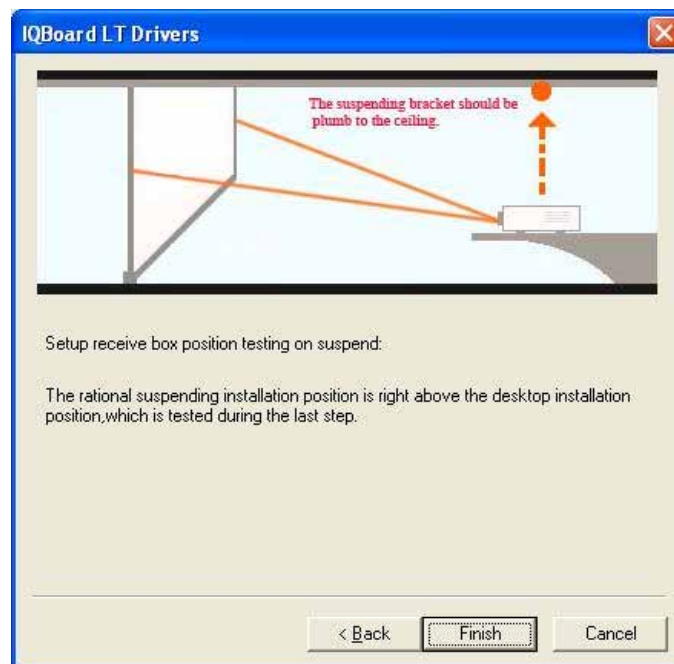 IQBoard LT Drivers
The suspending bracket should be
plumb to the ceiling.
Setup receive box position testing on suspend:
The rational suspending installation position is right above the desktop installation
position,which is tested during the last step.
< Back
Finish
Cancel